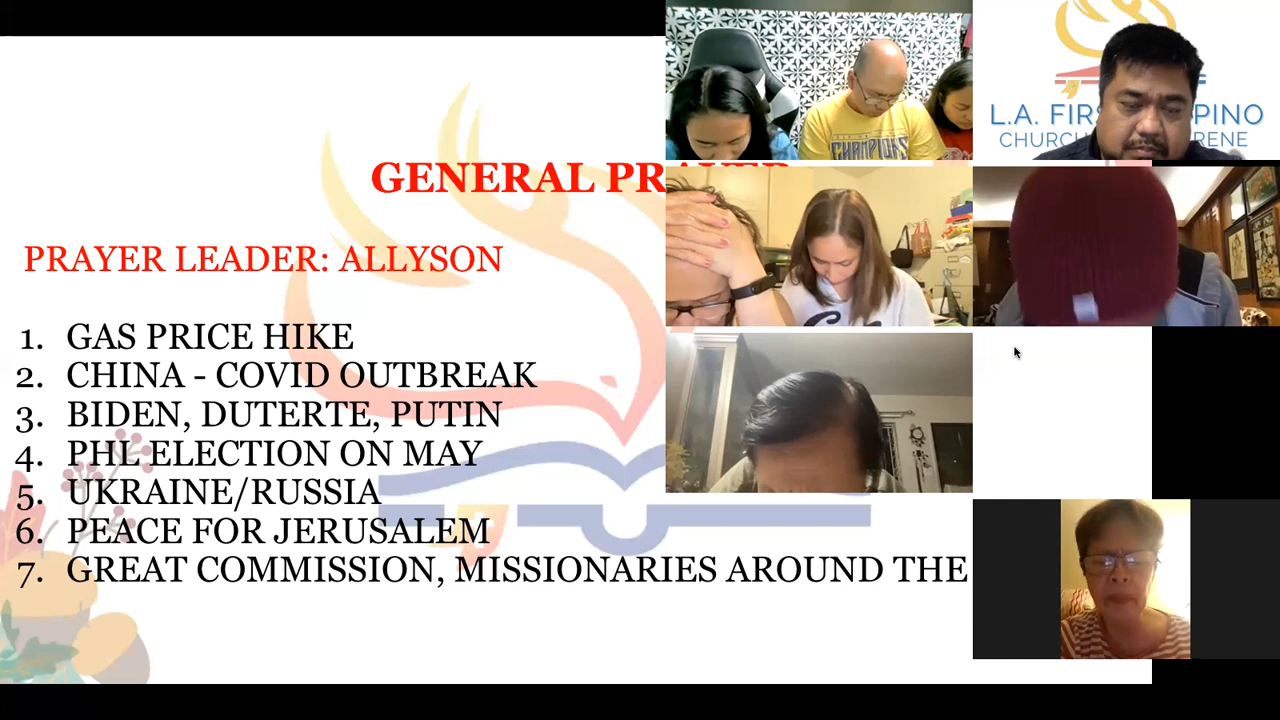 GENERAL PR
PRAYER LEADER: ALLYSON
1. GAS PRICE HIKE
2. CHINA - COVID OUTBREAK
3. BIDEN, DUTERTE, PUTIN
4. PHL ELECTION ON MAY
5. UKRAINE/RUSSIA
6. PEACE FOR JERUSALEM
7. GREAT COMMISSION, MISSIONARIES AROUND THE
CHAMPIONS
L.A. FIRS PINO
CHURCH RENE